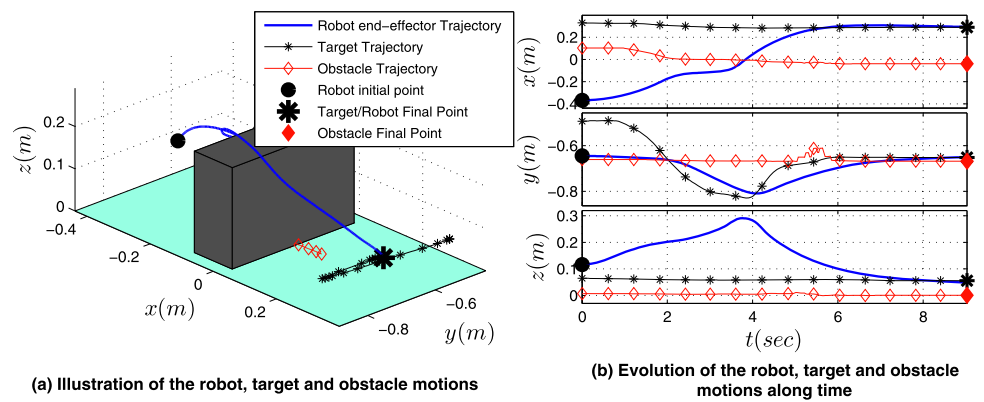 Robot end-effector Trajectory
Target Trajectory
Obstacle Trajectory
Robot initial point
Target/Robot Final Point
Obstacle Final Point
z(m)
0.2
0.1
0
−0.4
−0.2
0
0.2
x(m)
−0.8
−0.6
y(m)
(a) Illustration of the robot, target and obstacle motions
x(m)
0.2
0
−0.2
−0.4
y(m)
−0.6
−0.8
z(m)
0.3
0.2
0.1
0
0 2 4 6 8
t(sec)
(b) Evolution of the robot, target and obstacle
motions along time